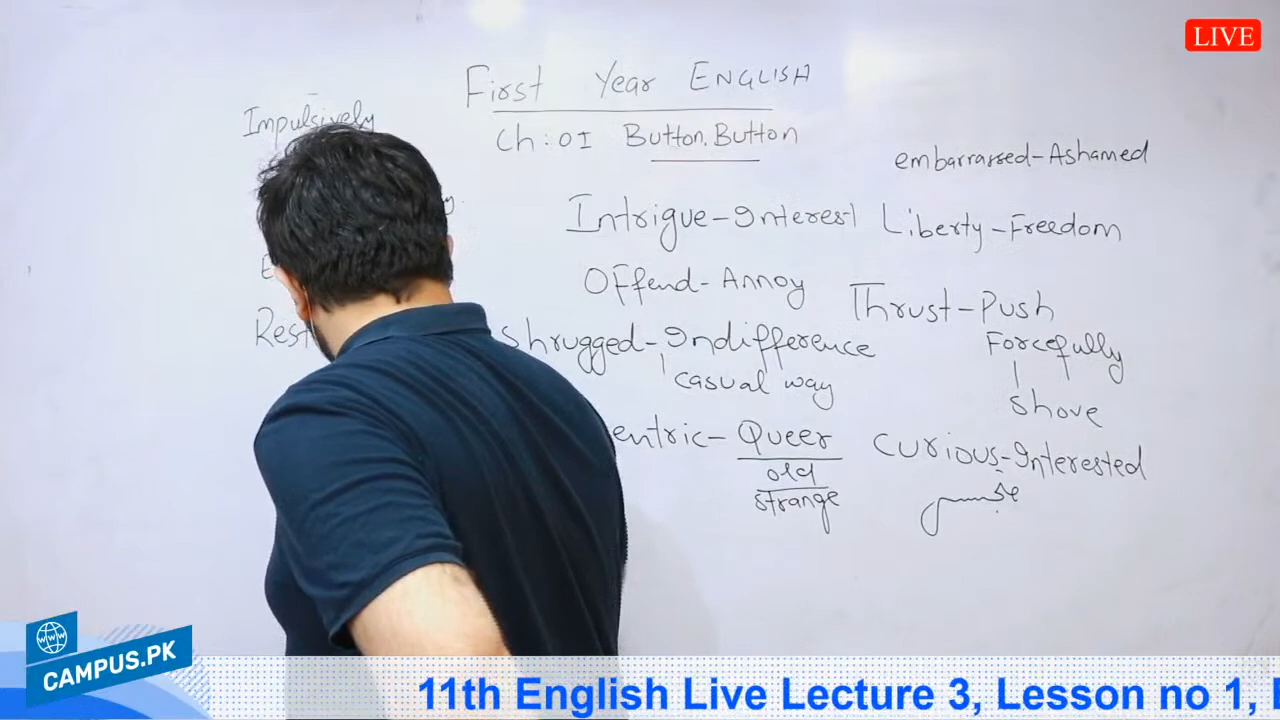 LIVE
First Year ENGLISH
Ch: 01 Button, Button
Impulsively
embarrassed-Ashamed
Intrigue-Interest
Liberty-Freedom
Offend-Annoy
Thrust-Push
Forcefully
shove
Rest
Shrugged-Indifference
casual way
entric-Queer
old
strange
Curious-Interested
WWW
CAMPUS.PK
11th English Live Lecture 3, Lesson no 1,